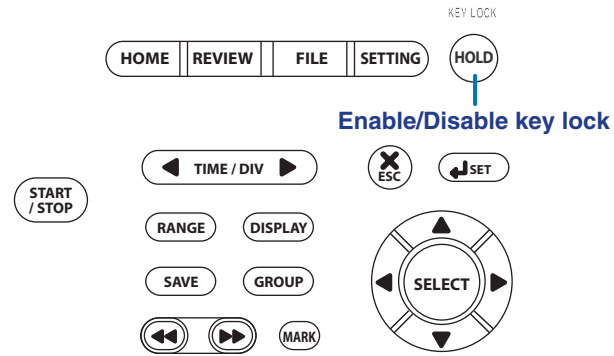 KEY LOCK
HOME REVIEW FILE SETTING HOLD
Enable/Disable key lock
TIME / DIV ESC SET
START
/ STOP
RANGE DISPLAY
SAVE GROUP SELECT
MARK